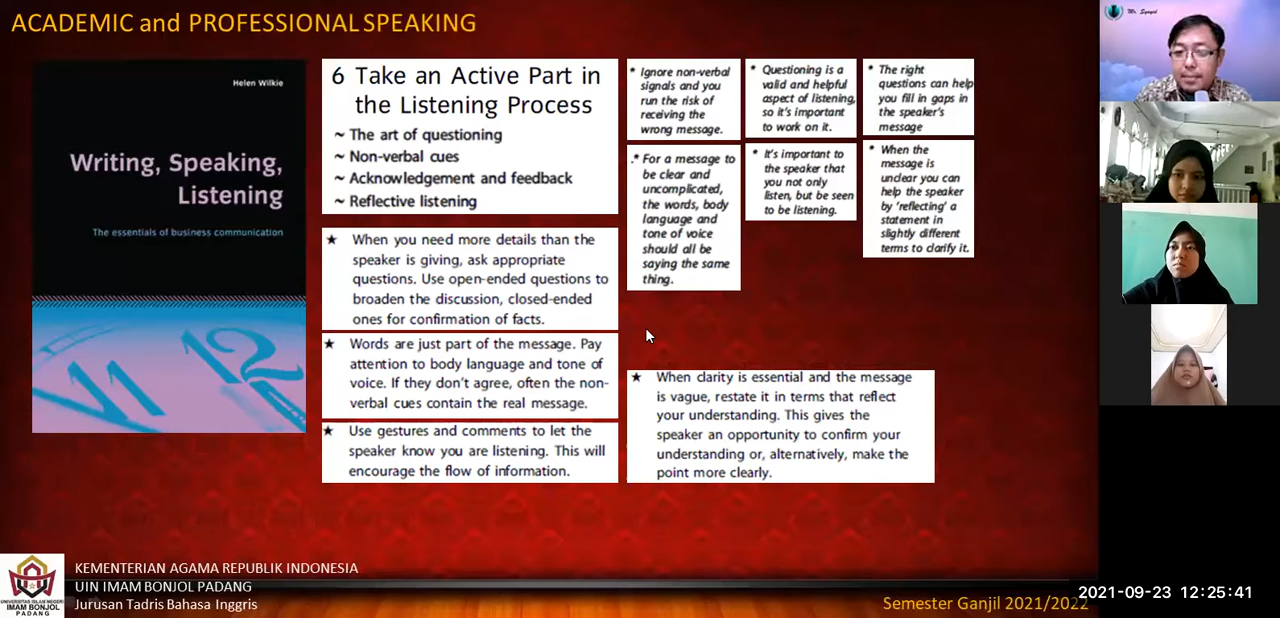 ACADEMIC and PROFESSIONAL SPEAKING
Helen Wilkie
Writing, Speaking,
Listening
The essentials of business communication
6 Take an Active Part in
the Listening Process
~ The art of questioning
~ Non-verbal cues
~ Acknowledgement and feedback
~ Reflective listening
★ When you need more details than the
speaker is giving, ask appropriate
questions. Use open-ended questions to
broaden the discussion, closed-ended
ones for confirmation of facts.
★ Words are just part of the message. Pay
attention to body language and tone of
voice. If they don't agree, often the non-
verbal cues contain the real message.
★ Use gestures and comments to let the
speaker know you are listening. This will
encourage the flow of information.
* Ignore non-verbal
signals and you
run the risk of
receiving the
wrong message.
.* For a message to
be clear and
uncomplicated,
the words, body
language and
tone of voice
should all be
saying the same
thing.
* Questioning is a
valid and helpful
aspect of listening,
so it's important
to work on it.
* It's important to
the speaker that
you not only
listen, but be seen
to be listening.
* The right
questions can help
you fill in gaps in
the speaker's
message
* When the
message is
unclear you can
help the speaker
by 'reflecting' a
statement in
slightly different
terms to clarify it.
★ When clarity is essential and the message
is vague, restate it in terms that reflect
your understanding. This gives the
speaker an opportunity to confirm your
understanding or, alternatively, make the
point more clearly.
Mr. Syayid
11 12
UNIVERSITAS ISLAM NEGERI
IMAM BONJOL
PADANG
KEMENTERIAN AGAMA REPUBLIK INDONESIA
UIN IMAM BONJOL PADANG
Jurusan Tadris Bahasa Inggris
Semester Ganjil 2021/2022
2021-09-23 12:25:41